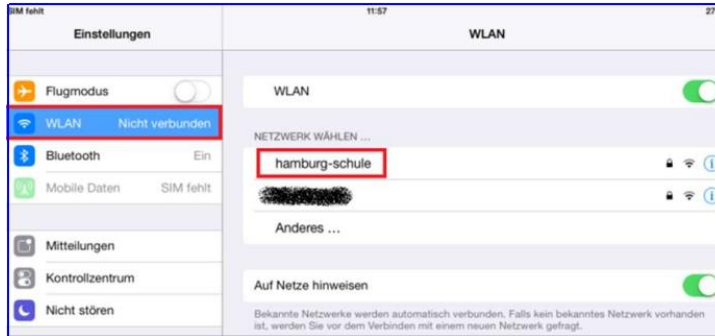 SIM fehlt 11:57 27
Einstellungen
WLAN
Flugmodus
WLAN Nicht verbunden
Bluetooth Ein
Mobile Daten SIM fehlt
Mitteilungen
Kontrollzentrum
Nicht stören
WLAN
NETZWERK WÄHLEN ...
hamburg-schule
Anderes ...
Auf Netze hinweisen
Bekannte Netzwerke werden automatisch verbunden. Falls kein bekanntes Netzwerk vorhanden
ist, werden Sie vor dem Verbinden mit einem neuen Netzwerk gefragt.